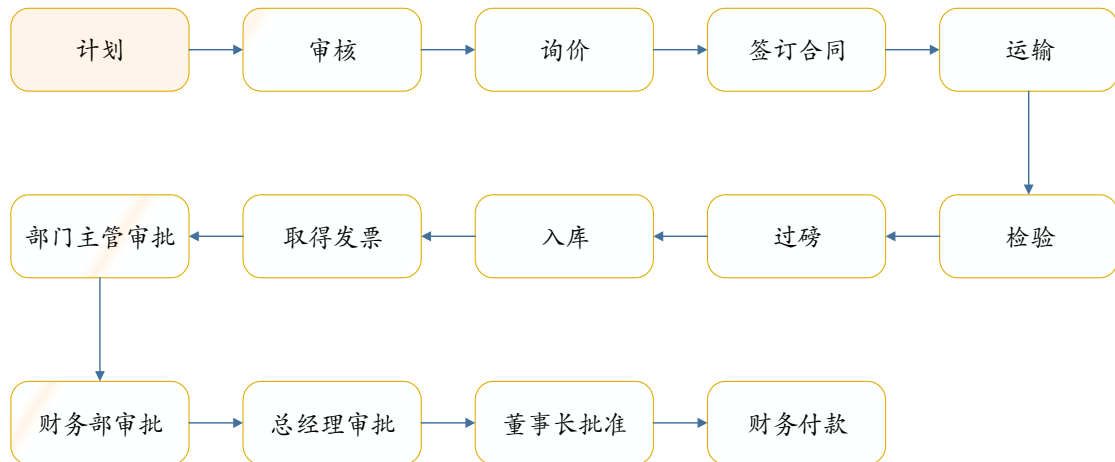 计划
审核
询价
签订合同
运输
检验
过磅
入库
取得发票
部门主管审批
财务部审批
总经理审批
董事长批准
财务付款